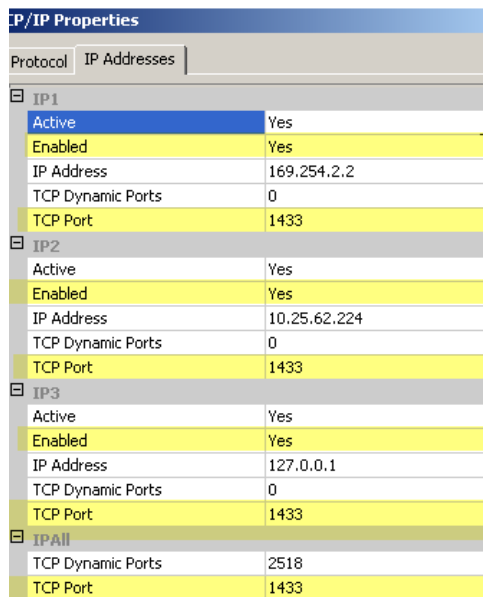 CP/IP Properties
Protocol IP Addresses
IP1
Active Yes
Enabled Yes
IP Address 169.254.2.2
TCP Dynamic Ports 0
TCP Port 1433
IP2
Active Yes
Enabled Yes
IP Address 10.25.62.224
TCP Dynamic Ports 0
TCP Port 1433
IP3
Active Yes
Enabled Yes
IP Address 127.0.0.1
TCP Dynamic Ports 0
TCP Port 1433
IPAll
TCP Dynamic Ports 2518
TCP Port 1433